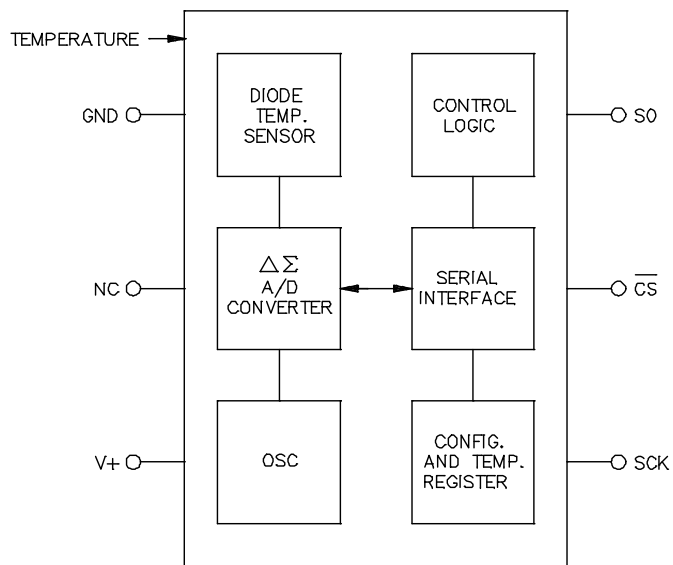 TEMPERATURE
GND
NC
V+
DIODE
TEMP.
SENSOR
ΔΣ
A/D
CONVERTER
OSC
CONTROL
LOGIC
SERIAL
INTERFACE
CONFIG.
AND TEMP.
REGISTER
SO
CS
SCK